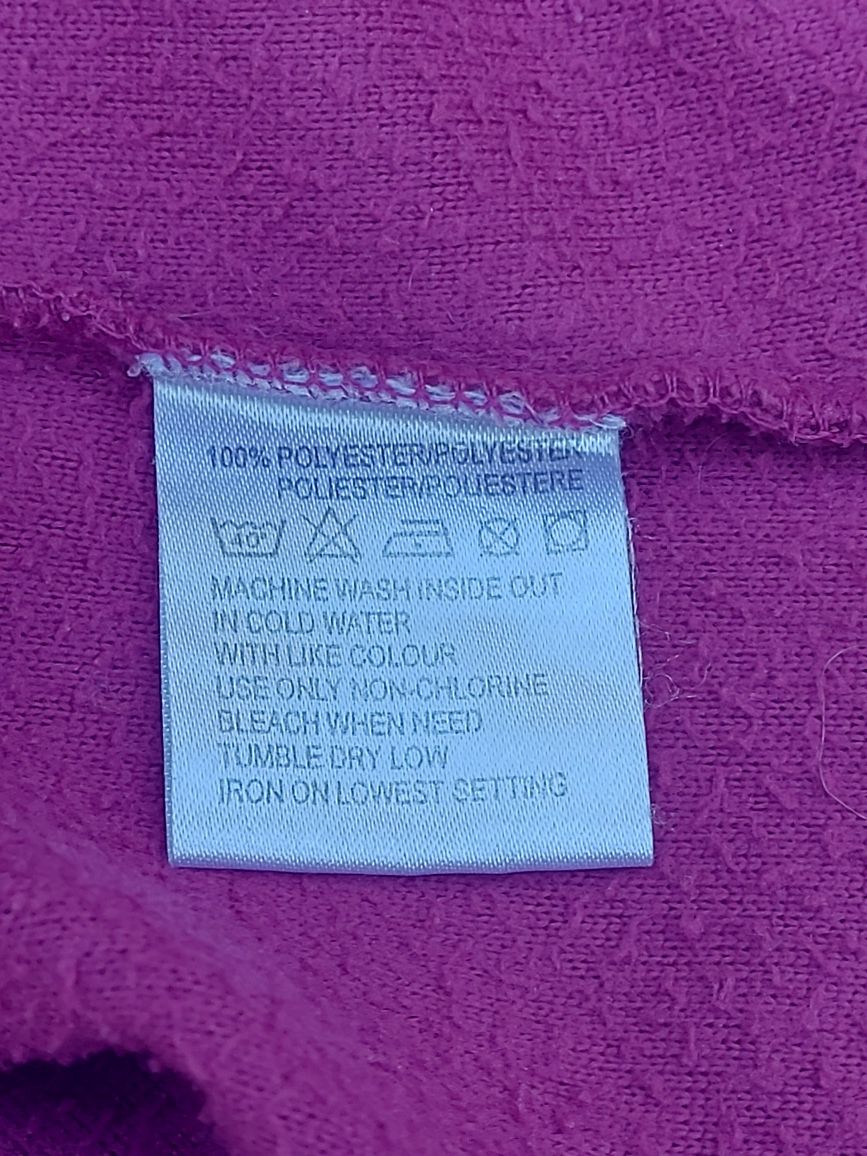 100% POLYESTER/POLYESTER
POLIESTER/POLIESTERE
40°
MACHINE WASH INSIDE OUT
IN COLD WATER
WITH LIKE COLOUR
USE ONLY NON-CHLORINE
BLEACH WHEN NEED
TUMBLE DRY LOW
IRON ON LOWEST SETTING